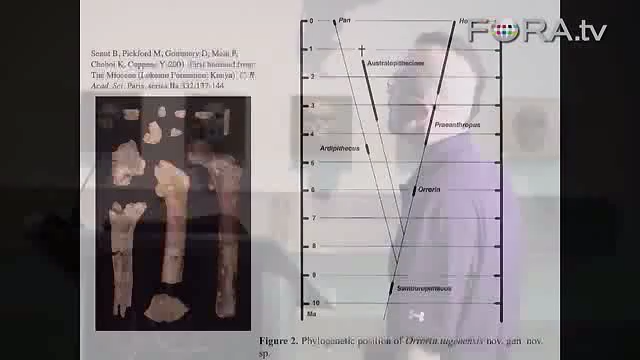 FORA.tv
Senut B, Pickford M, Gommery D, Mein P,
Cheboi K, Coppens Y 2001 First hominid from
The Miocene (Lukeino Formation, Kenya)
Acad. Sci. Paris, series IIa 332:137-144
0
Pan
Ho
1
Australopithecines
2
3
Praeanthropus
4
Ardipithecus
5
6
Orrorin
7
8
9
Samburupithecus
10
Ma
Figure 2. Phylogenetic position of Orrorin tugenensis nov. gen nov.
sp.